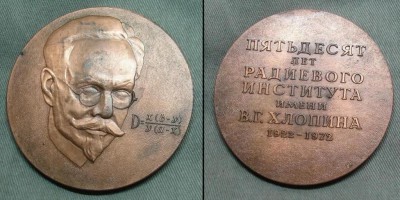 D= x(b-y)
y(a-x)
ПЯТЬДЕСЯТ
ЛЕТ
РАДИЕВОГО
ИНСТИТУТА
ИМЕНИ
В.Г. ХЛОПИНА
1922-1972